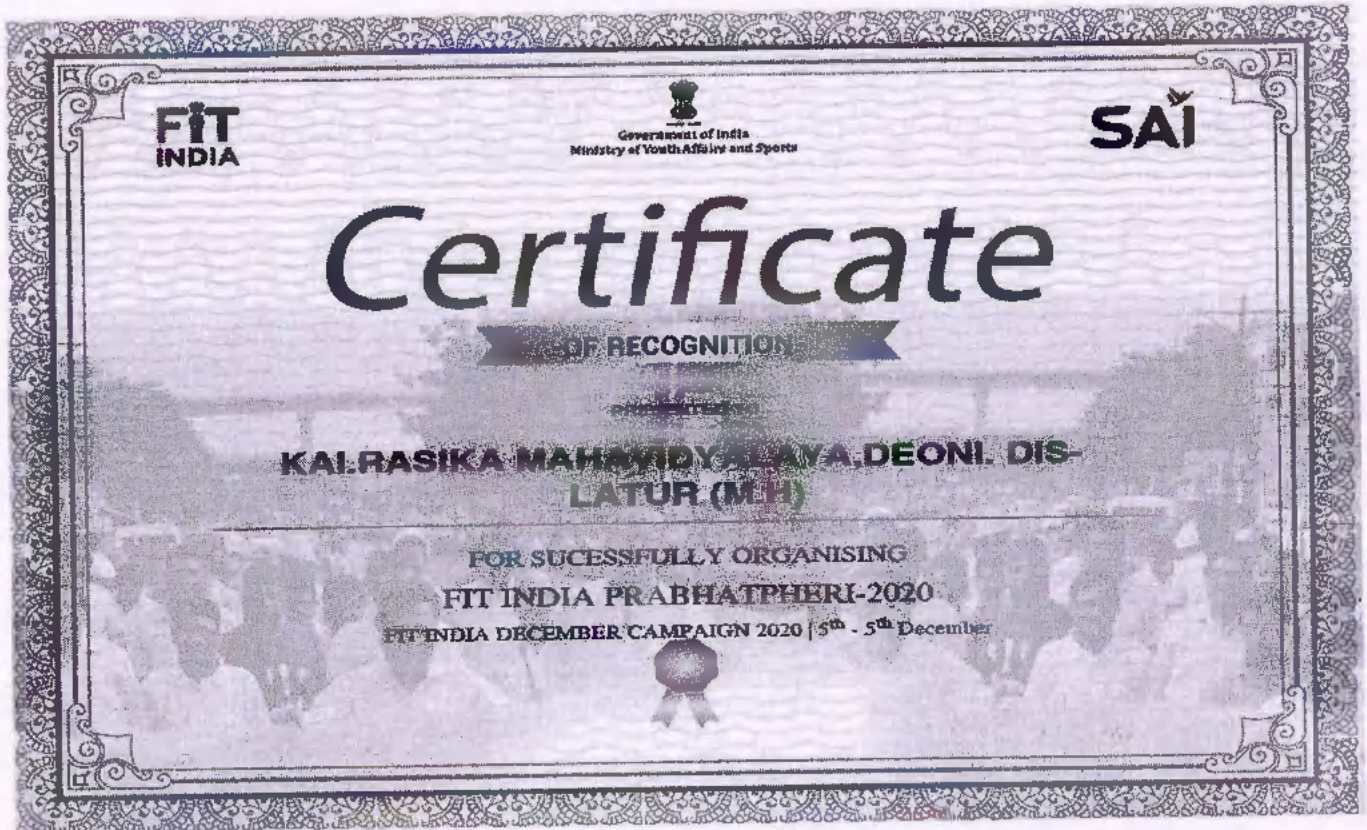 FIT
INDIA
Government of India
Ministry of Youth Affairs and Sports
SAI
Certificate
OF RECOGNITION
KAI.RASIKA MAHAVIDYALAYA,DEONI. DIS-
LATUR (M.H)
FOR SUCESSFULLY ORGANISING
FIT INDIA PRABHATPHERI-2020
FIT INDIA DECEMBER CAMPAIGN 2020 | 5th - 5th December